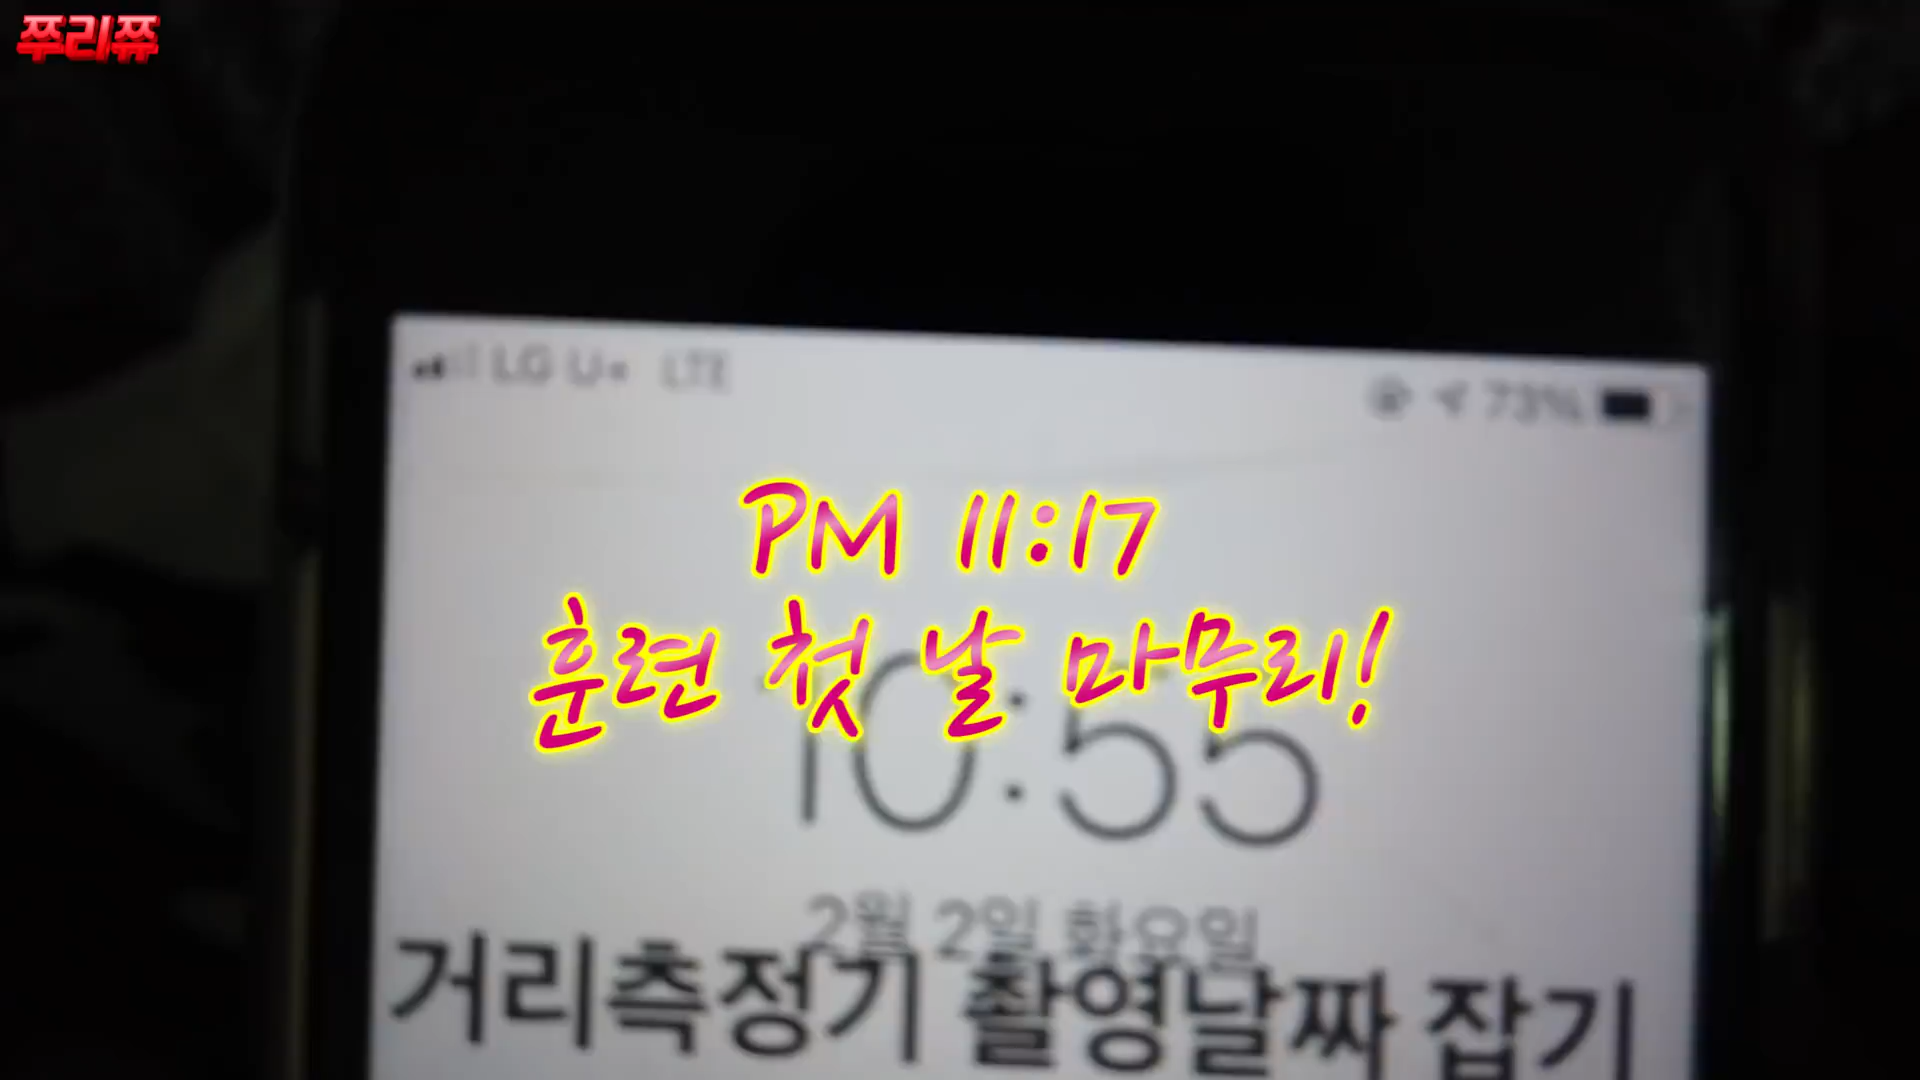 쭈리쮸
LG U+ LTE
73%
PM 11:17
훈련 첫 날 마무리!
10:55
2월 2일 화요일
거리측정기 촬영날짜 잡기